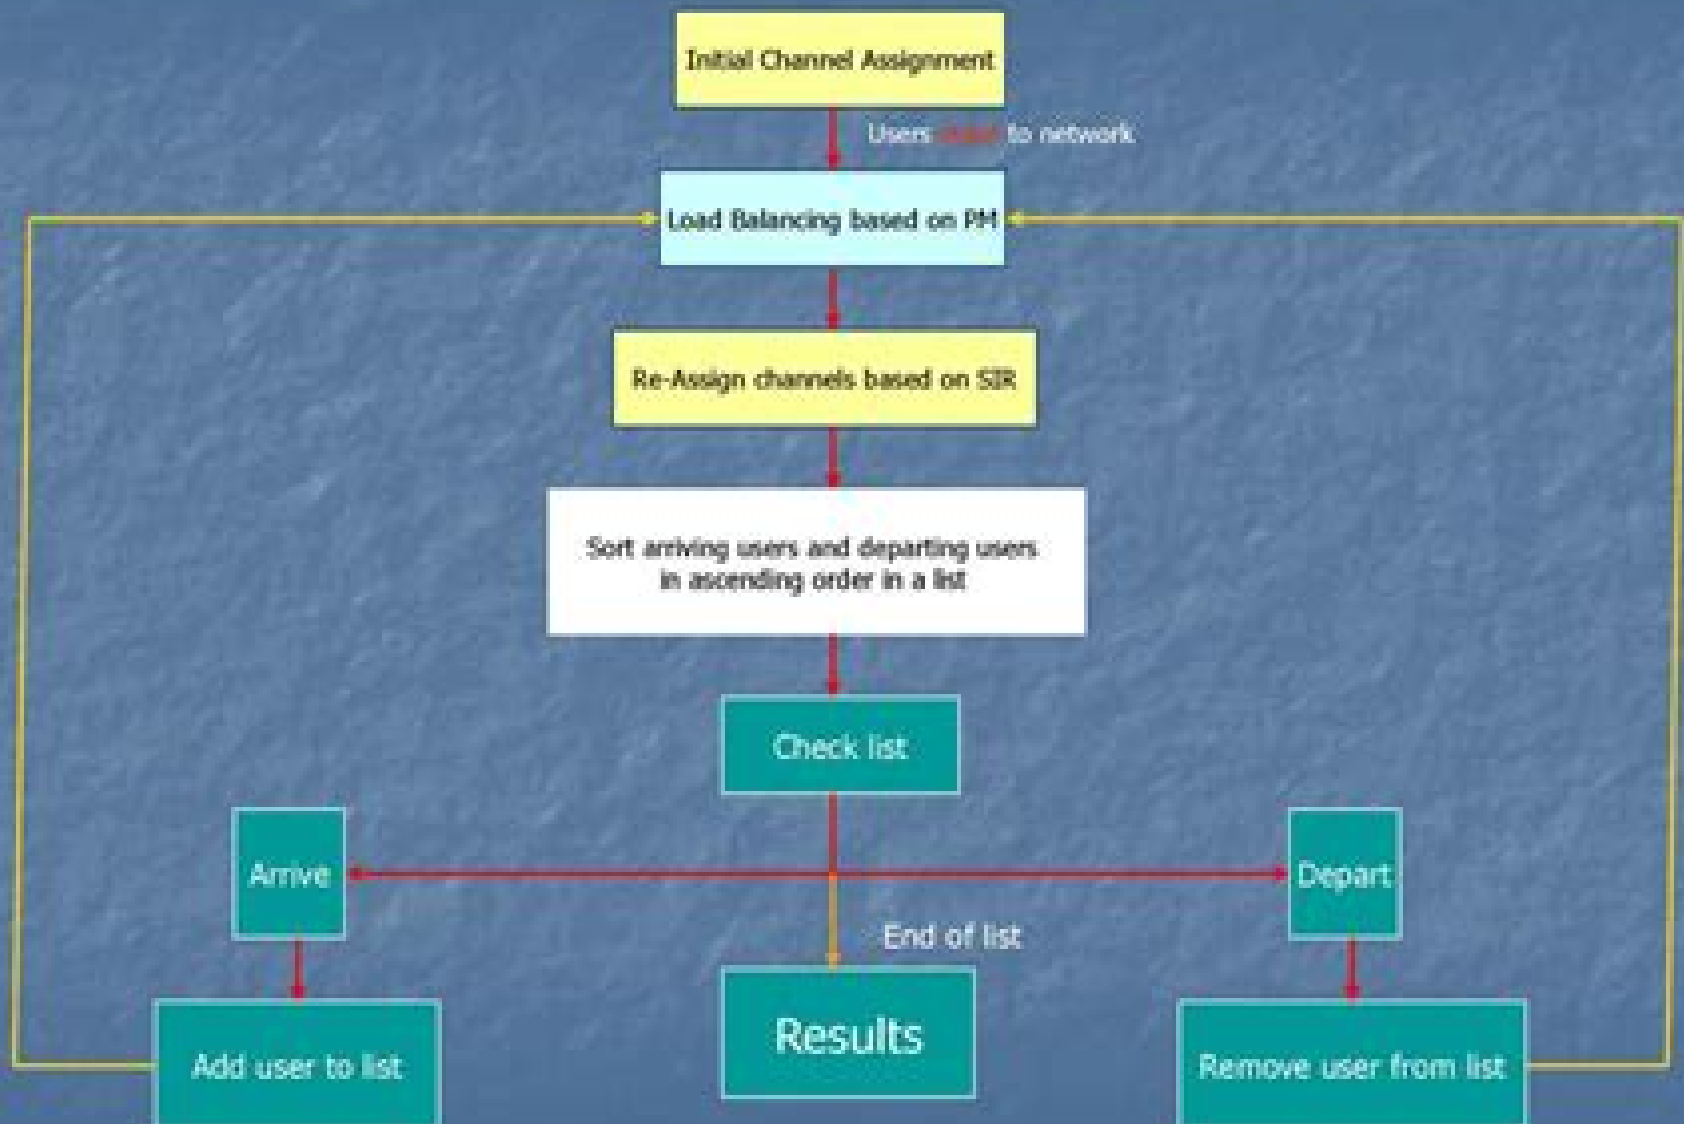 Initial Channel Assignment
Users to network
Load Balancing based on PM
Re-Assign channels based on SIR
Sort arriving users and departing users
in ascending order in a list
Check list
Arrive
Depart
End of list
Results
Add user to list
Remove user from list